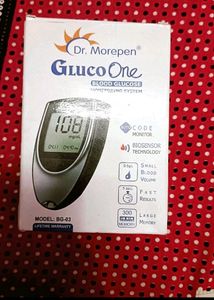 Dr. Morepen
GLUCO One
BLOOD GLUCOSE
MONITORING SYSTEM
108
CODE
MONITOR
BIOSENSOR
TECHNOLOGY
SMALL
BLOOD
VOLUME
FAST
RESULTS
300
MEMORY
LARGE
MEMORY
MODEL: BG-03
LIFETIME WARRANTY